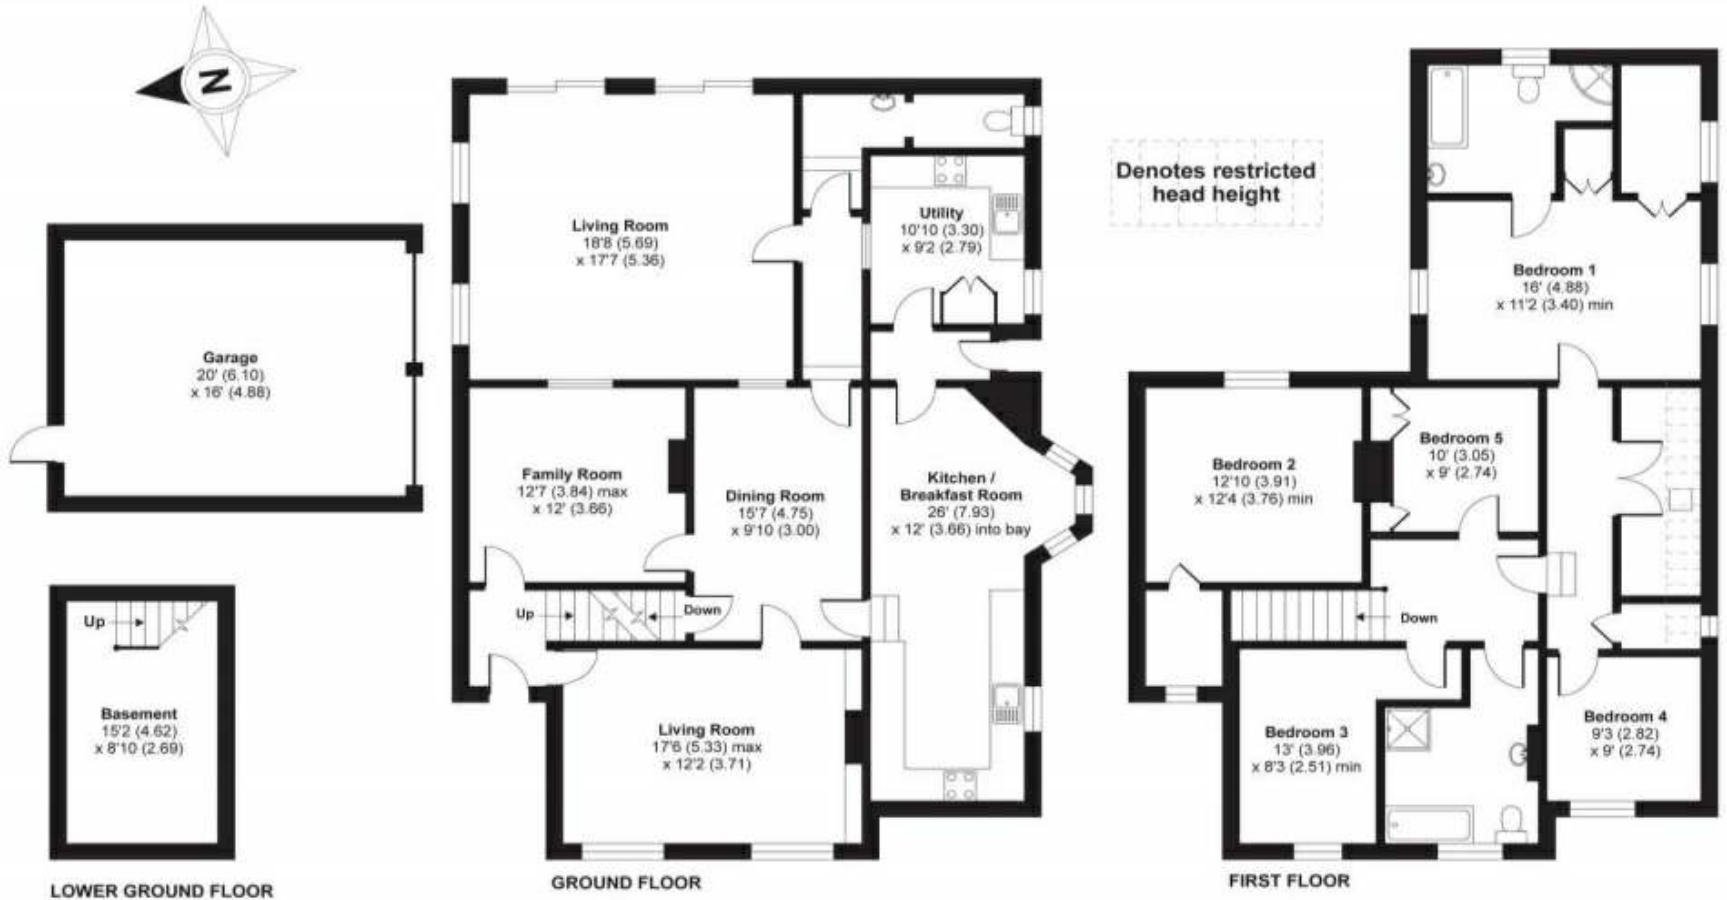 N
Garage
20' (6.10)
x 16' (4.88)
Up
Basement
15'2 (4.62)
x 8'10 (2.69)
LOWER GROUND FLOOR
Living Room
18'8 (5.69)
x 17'7 (5.36)
Utility
10'10 (3.30)
x 9'2 (2.79)
Family Room
12'7 (3.84) max
x 12' (3.66)
Dining Room
15'7 (4.75)
x 9'10 (3.00)
Kitchen /
Breakfast Room
26' (7.93)
x 12' (3.66) into bay
Up
Down
Living Room
17'6 (5.33) max
x 12'2 (3.71)
GROUND FLOOR
Denotes restricted
head height
Bedroom 1
16' (4.88)
x 11'2 (3.40) min
Bedroom 2
12'10 (3.91)
x 12'4 (3.76) min
Bedroom 5
10' (3.05)
x 9' (2.74)
Down
Bedroom 3
13' (3.96)
x 8'3 (2.51) min
Bedroom 4
9'3 (2.82)
x 9' (2.74)
FIRST FLOOR